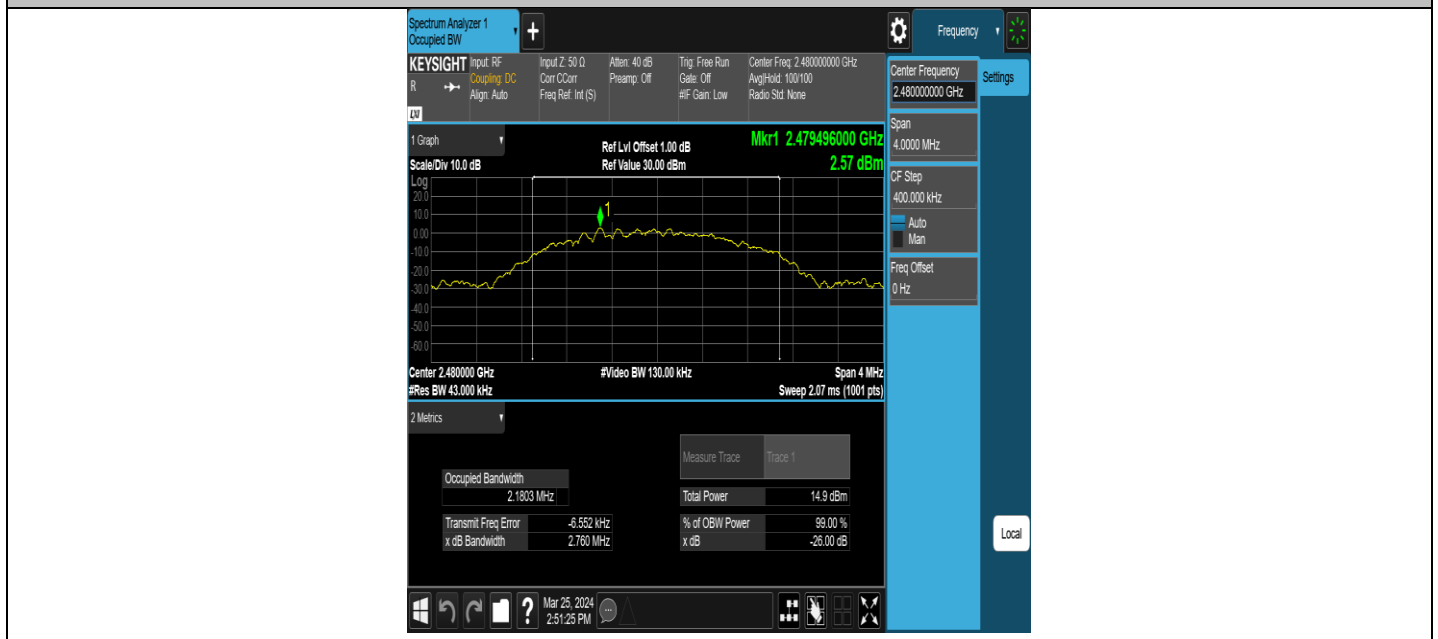 Spectrum Analyzer 1
Occupied BW
+
Frequency
KEYSIGHT
R
LXI
Input: RF
Coupling: DC
Align: Auto
Input Z: 50 Ω
Corr CCorr
Freq Ref: Int (S)
Atten: 40 dB
Preamp: Off
Trig: Free Run
Gate: Off
#IF Gain: Low
Center Freq: 2.480000000 GHz
Avg|Hold: 100/100
Radio Std: None
Center Frequency
2.480000000 GHz
Settings
Span
4.0000 MHz
CF Step
400.000 kHz
Auto
Man
Freq Offset
0 Hz
Local
1 Graph
Scale/Div 10.0 dB
Ref Lvl Offset 1.00 dB
Ref Value 30.00 dBm
Mkr1 2.479496000 GHz
2.57 dBm
Log
20.0
10.0
0.00
-10.0
-20.0
-30.0
-40.0
-50.0
-60.0
1
Center 2.480000 GHz
#Res BW 43.000 kHz
#Video BW 130.00 kHz
Span 4 MHz
Sweep 2.07 ms (1001 pts)
2 Metrics
Measure Trace Trace 1
Occupied Bandwidth
2.1803 MHz
Total Power 14.9 dBm
Transmit Freq Error -6.552 kHz
% of OBW Power 99.00 %
x dB Bandwidth 2.760 MHz
x dB -26.00 dB
?
Mar 25, 2024
2:51:25 PM